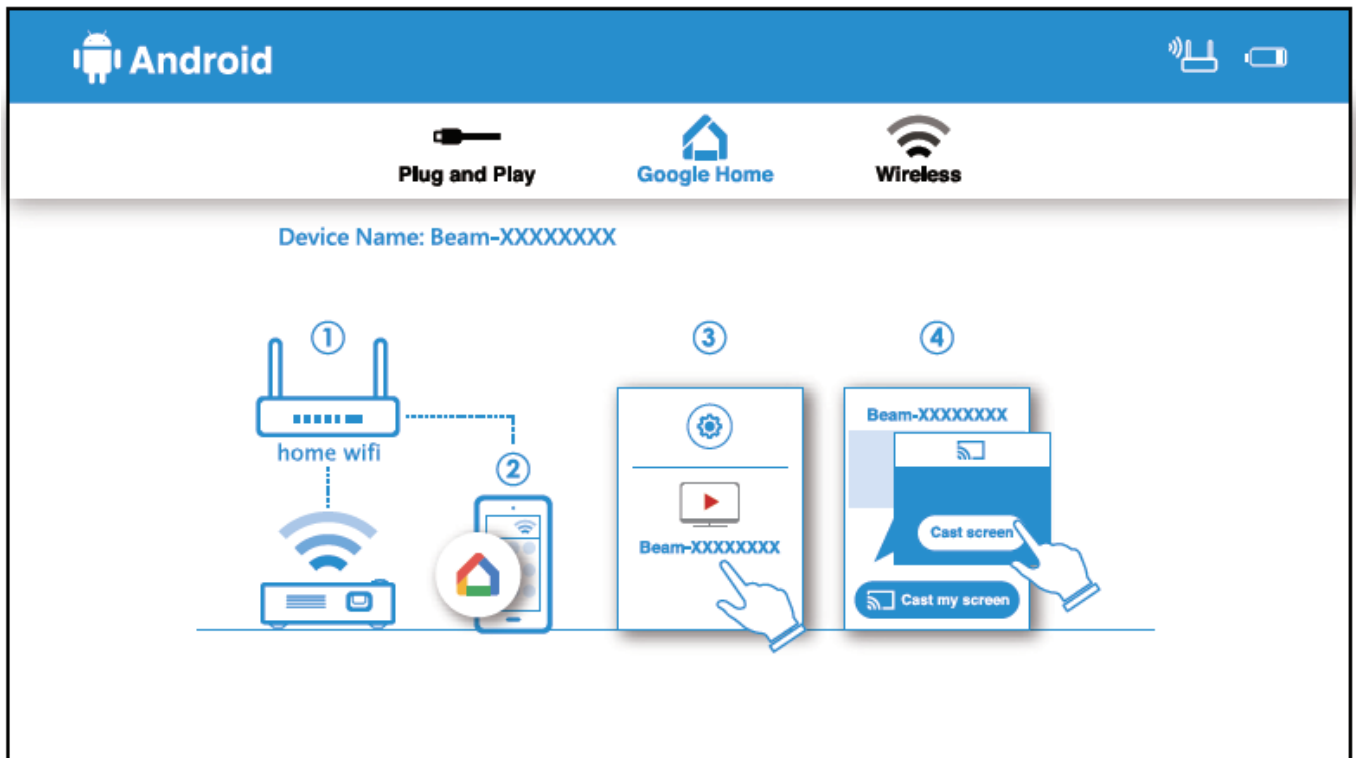 Android
Plug and Play
Google Home
Wireless
Device Name: Beam-XXXXXXXX
①
home wifi
②
③
Beam-XXXXXXXX
④
Beam-XXXXXXXX
Cast screen
Cast my screen